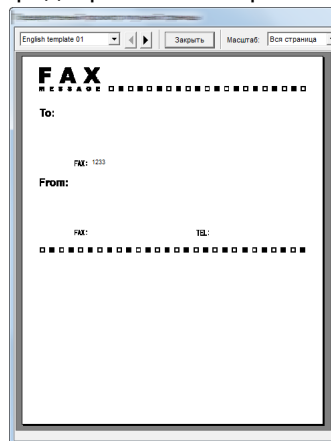 English template 01 Закрыть Масштаб: Вся страница
FAX
MESSAGE
To:
FAX: 1233
From:
FAX: TEL: